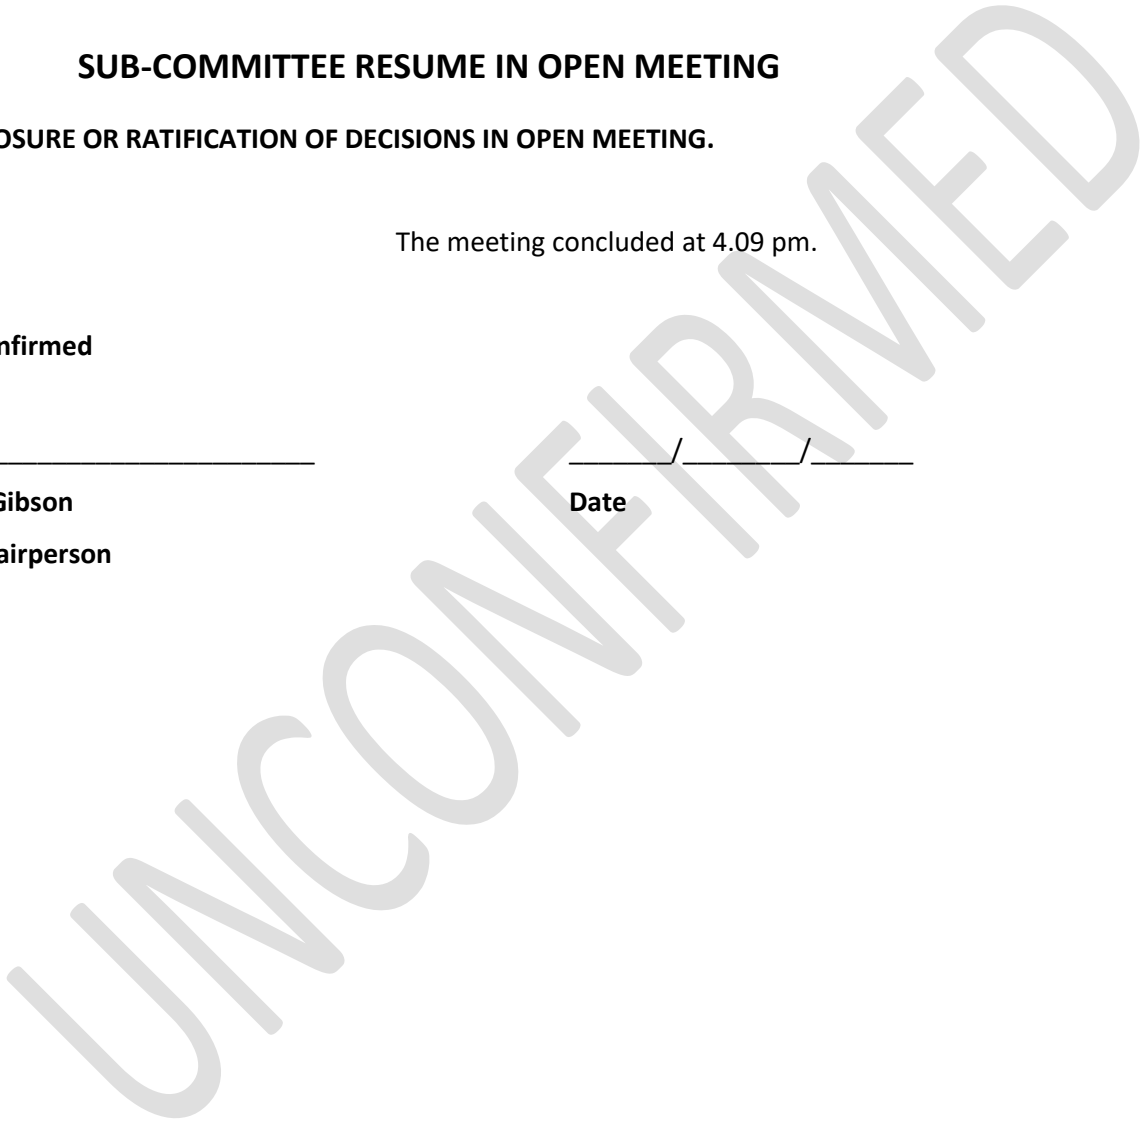 SUB-COMMITTEE RESUME IN OPEN MEETING
OSURE OR RATIFICATION OF DECISIONS IN OPEN MEETING.
The meeting concluded at 4.09 pm.
nfirmed
______________________ _______/________/_______
Gibson Date
airperson
UNCONFIRMED